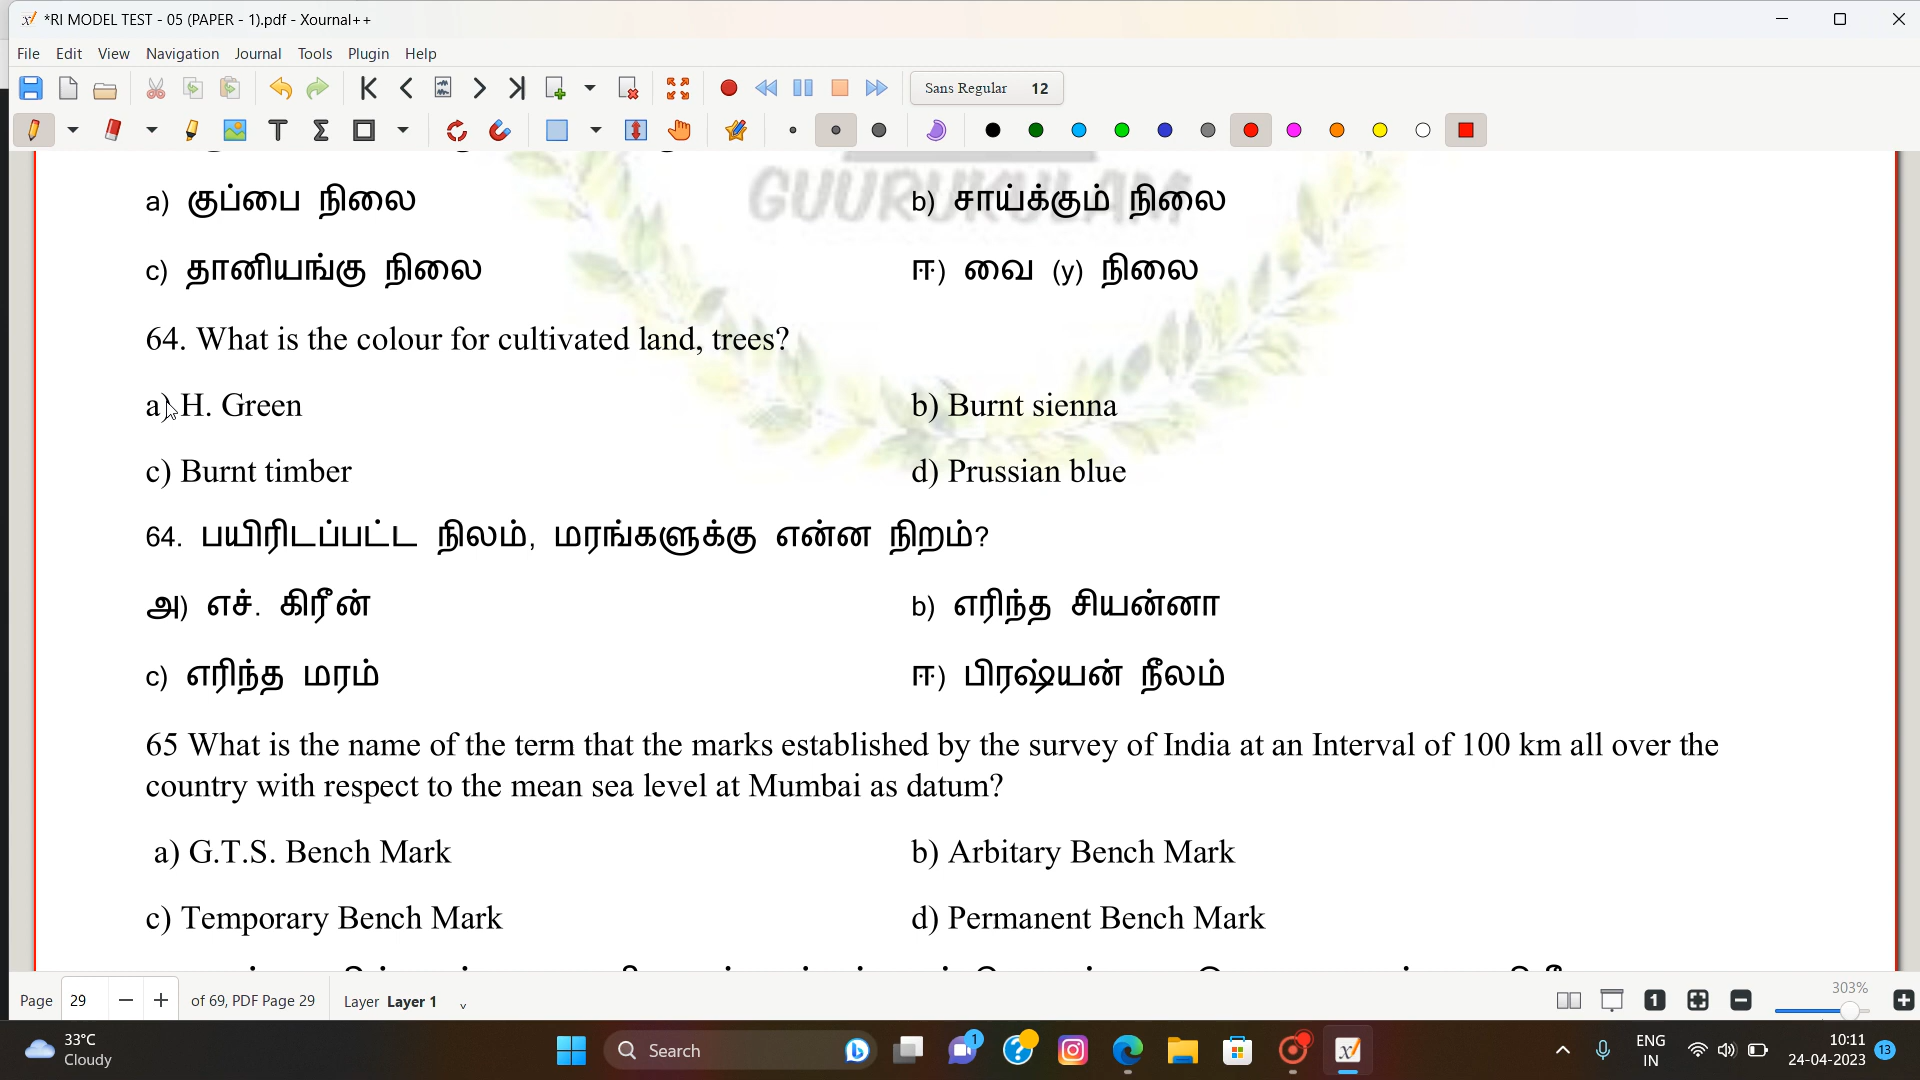 *RI MODEL TEST - 05 (PAPER - 1).pdf - Xournal++
File Edit View Navigation Journal Tools Plugin Help
Sans Regular 12
GUURUKULAM
a) குப்பை நிலை b) சாய்க்கும் நிலை
c) தானியங்கு நிலை ஈ) வை (y) நிலை
64. What is the colour for cultivated land, trees?
a) H. Green b) Burnt sienna
c) Burnt timber d) Prussian blue
64. பயிரிடப்பட்ட நிலம், மரங்களுக்கு என்ன நிறம்?
அ) எச். கிரீன் b) எரிந்த சியன்னா
c) எரிந்த மரம் ஈ) பிரஷ்யன் நீலம்
65 What is the name of the term that the marks established by the survey of India at an Interval of 100 km all over the
country with respect to the mean sea level at Mumbai as datum?
a) G.T.S. Bench Mark b) Arbitary Bench Mark
c) Temporary Bench Mark d) Permanent Bench Mark
Page 29 of 69, PDF Page 29 Layer Layer 1 303%
33°C
Cloudy
Search
1
ENG
IN
10:11
24-04-2023
13